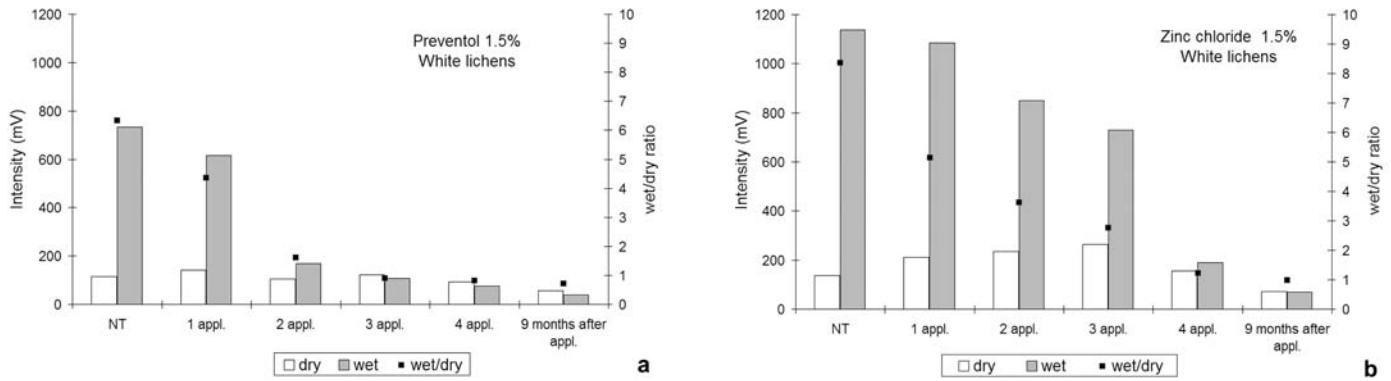 Preventol 1.5%
White lichens
Intensity (mV)
1200
1000
800
600
400
200
0
10
9
8
7
6
5
4
3
2
1
0
wet/dry ratio
NT 1 appl. 2 appl. 3 appl. 4 appl. 9 months after
appl.
dry wet wet/dry
a
Zinc chloride 1.5%
White lichens
Intensity (mV)
1200
1000
800
600
400
200
0
10
9
8
7
6
5
4
3
2
1
0
wet/dry ratio
NT 1 appl. 2 appl. 3 appl. 4 appl. 9 months after
appl.
dry wet wet/dry
b